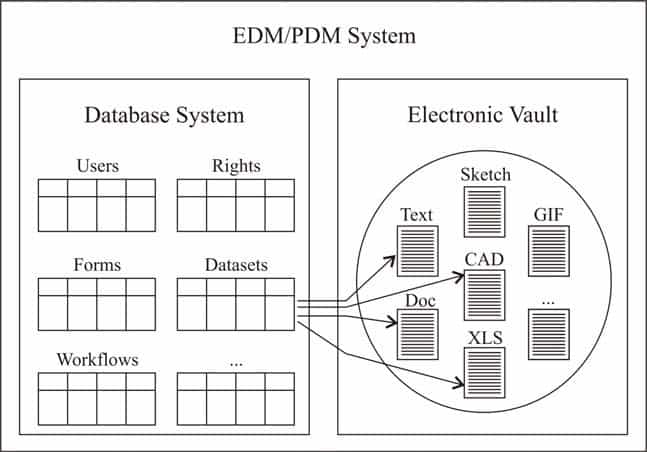 EDM/PDM System
Database System
Users
Rights
Forms
Datasets
Workflows
...
Electronic Vault
Sketch
Text
GIF
CAD
Doc
...
XLS